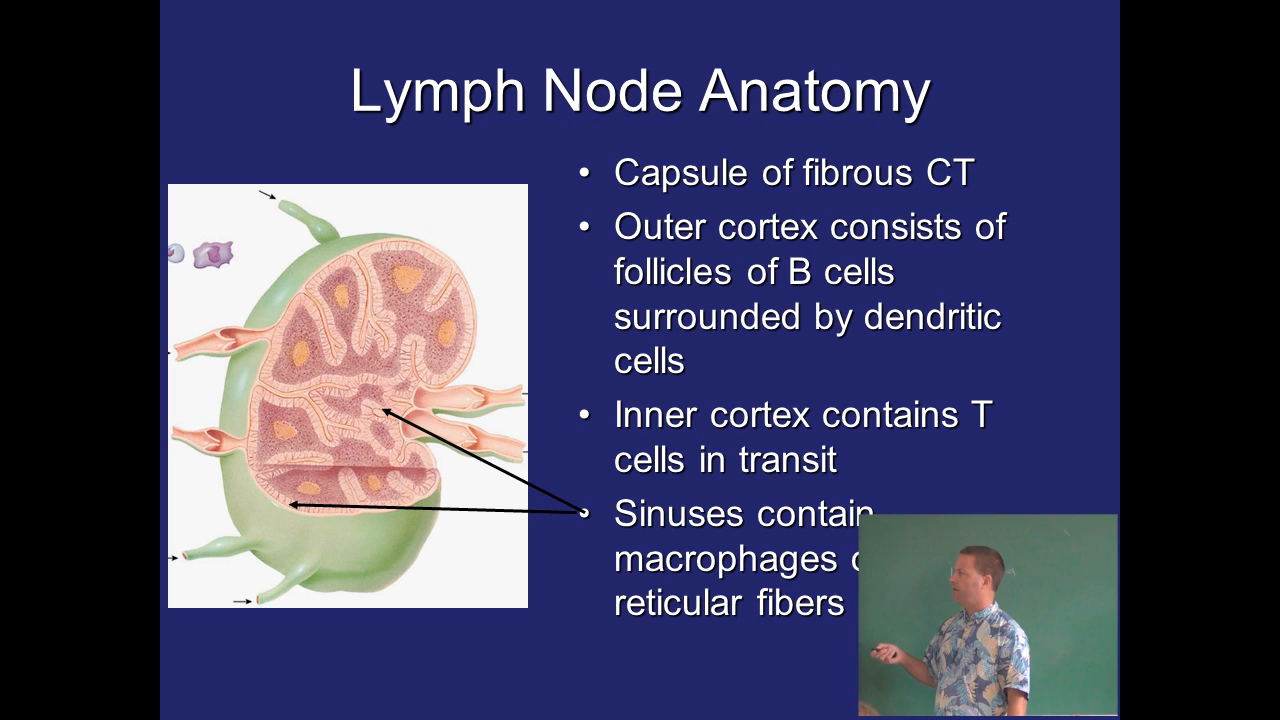 Lymph Node Anatomy
• Capsule of fibrous CT
• Outer cortex consists of
follicles of B cells
surrounded by dendritic
cells
• Inner cortex contains T
cells in transit
• Sinuses contain
macrophages
reticular fibers